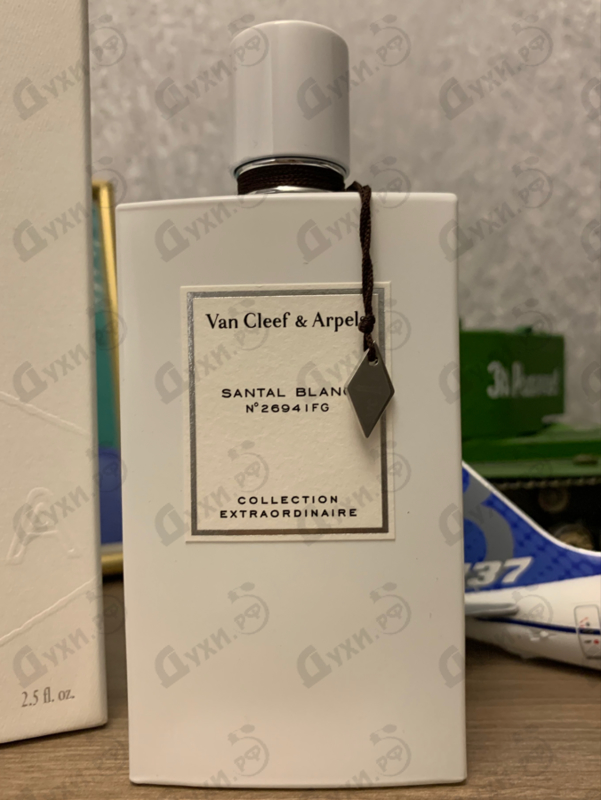 Van Cleef & Arpels
SANTAL BLANC
N°26941FG
COLLECTION
EXTRAORDINAIRE
2.5 fl. oz.
737
Духи.рф